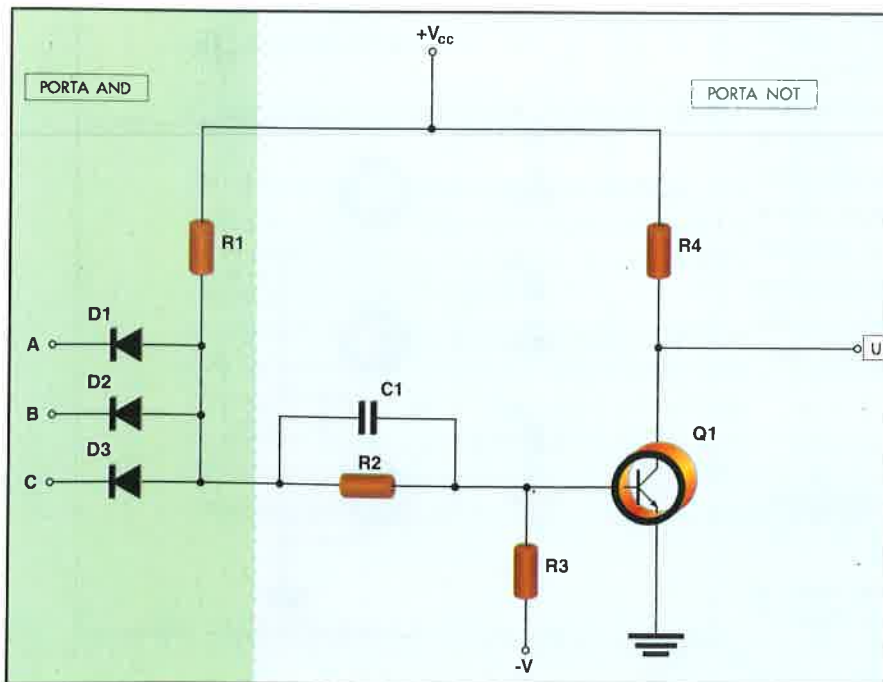 +Vcc
PORTA AND
PORTA NOT
R1
R4
D1
A
U
D2
C1
B
Q1
D3
R2
C
R3
-V